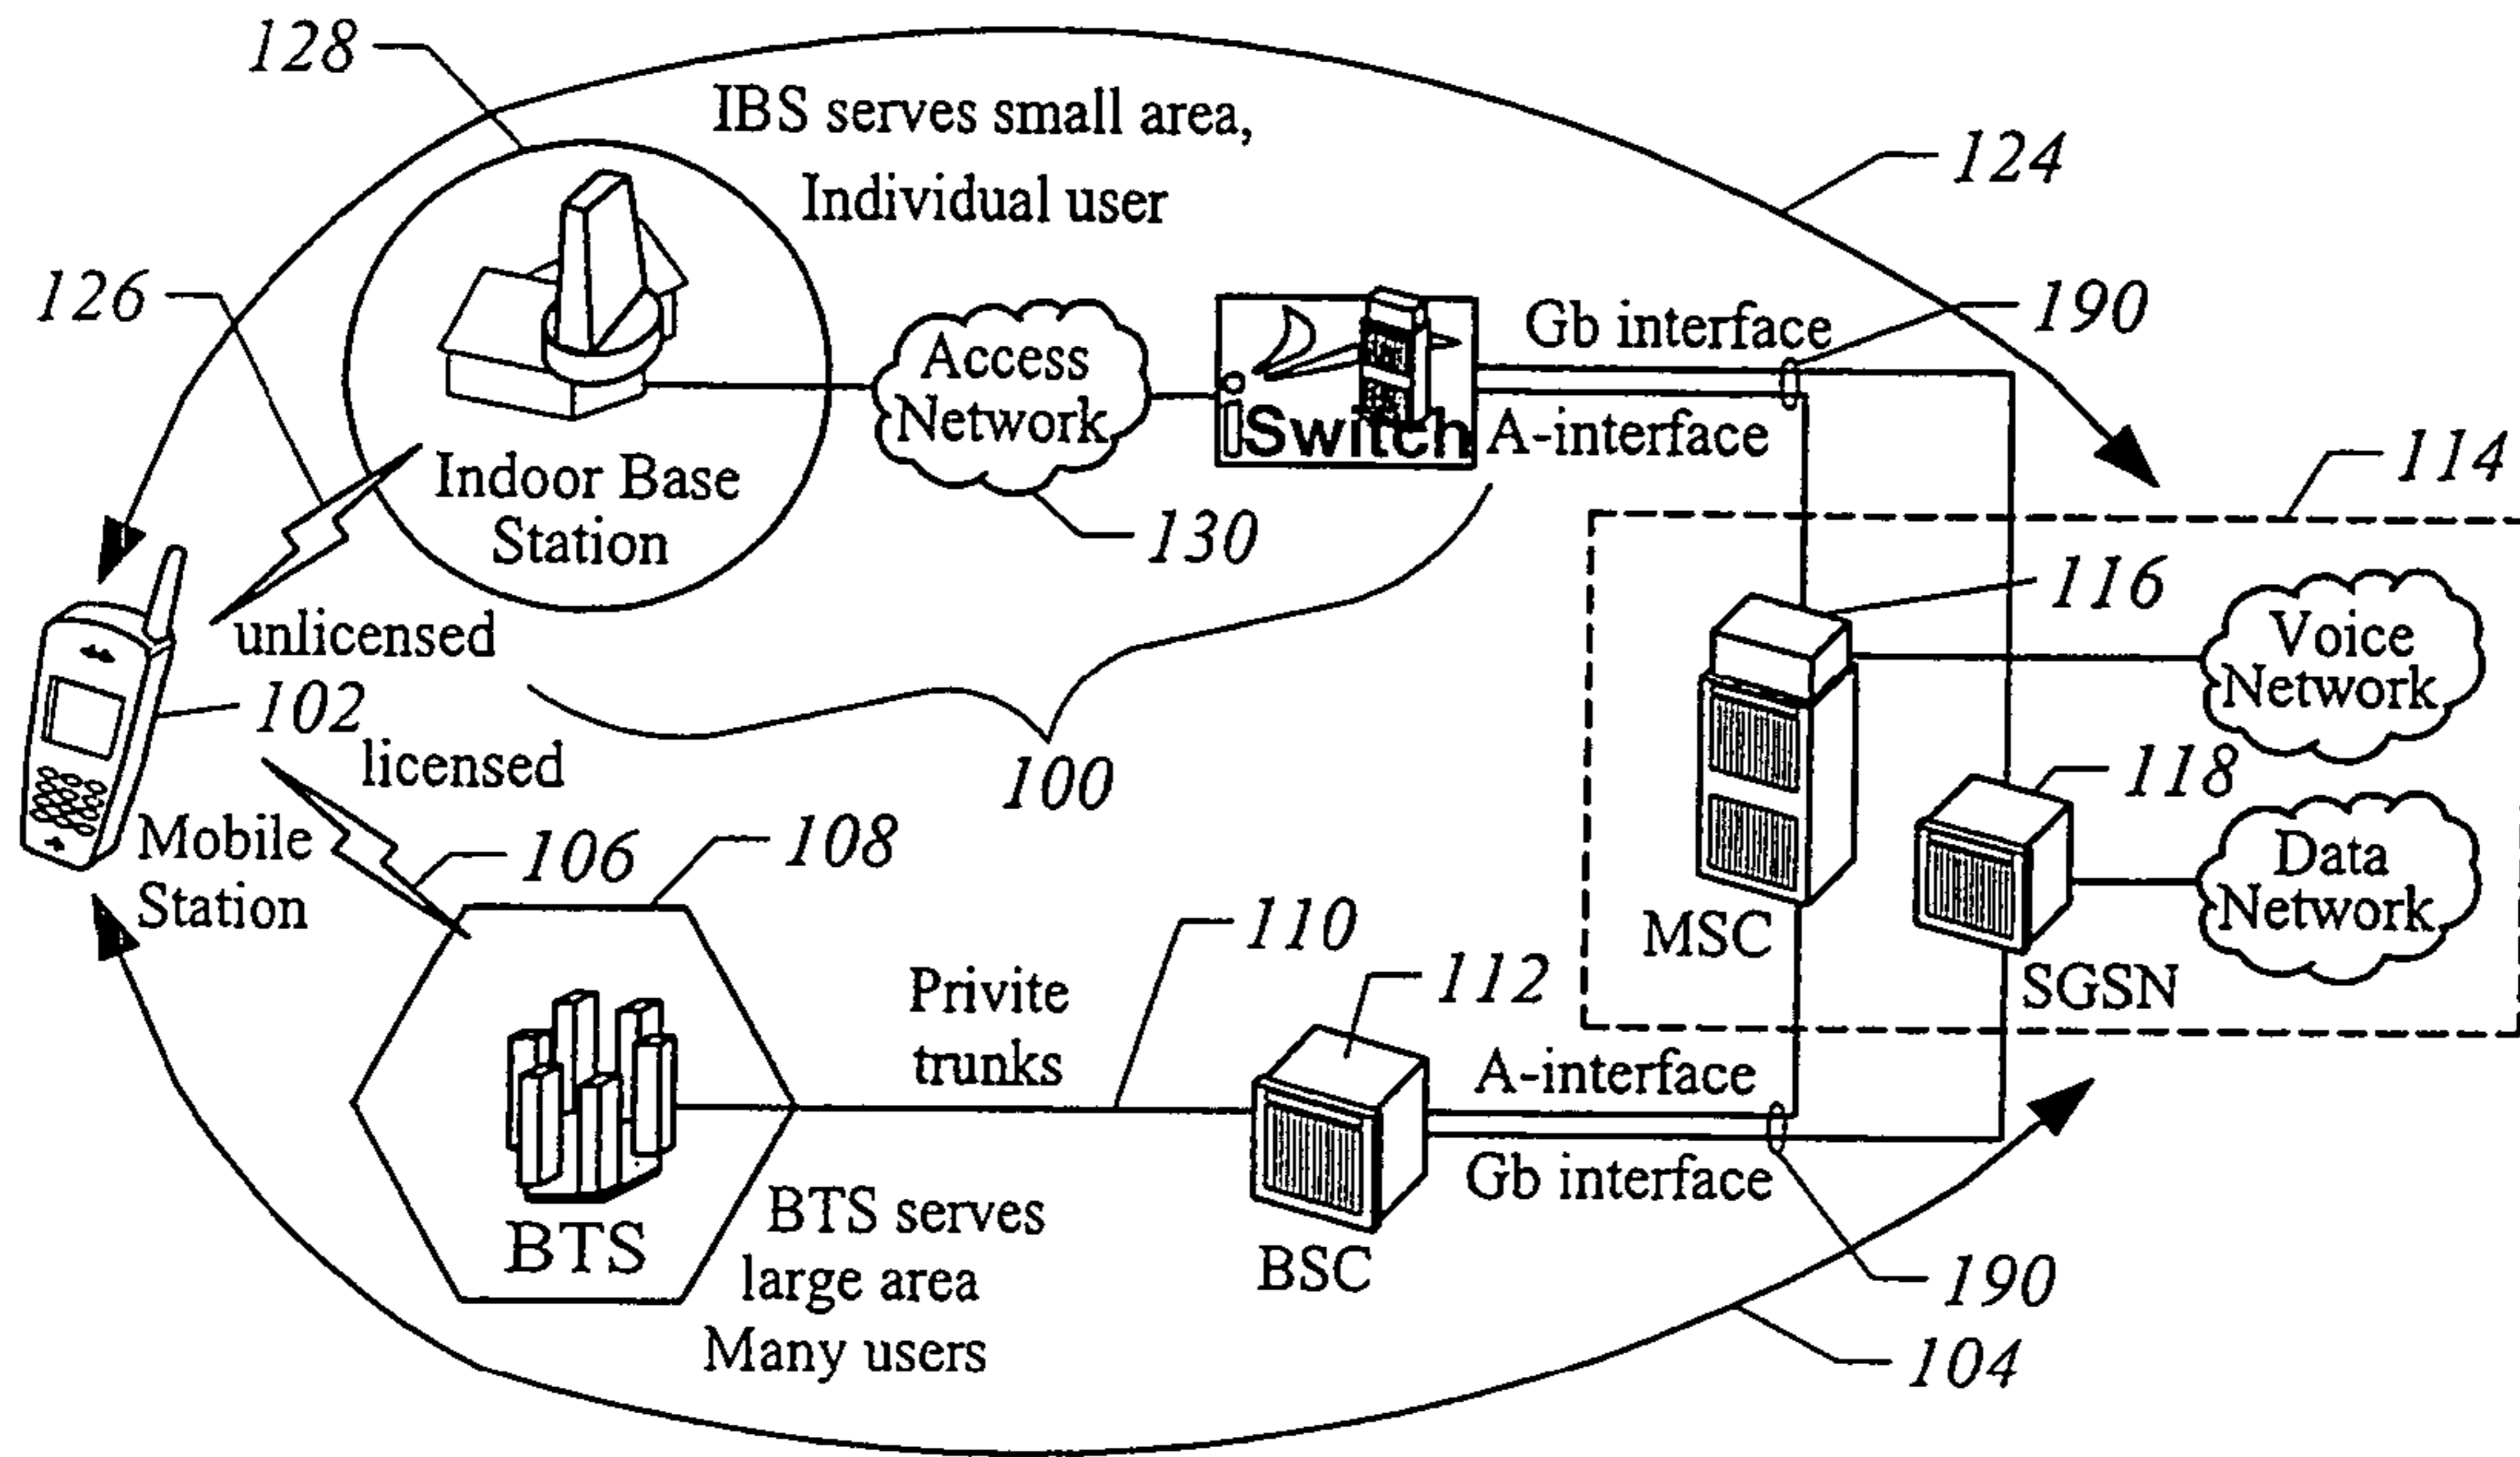 128
IBS serves small area,
Individual user
124
126
190
Gb interface
Access
Network
iSwitch
A-interface
114
Indoor Base
Station
130
116
unlicensed
Voice
Network
102
licensed
100
118
Mobile
Station
106
108
Data
Network
110
MSC
SGSN
Privite
trunks
112
A-interface
Gb interface
BTS
BTS serves
large area
Many users
BSC
190
104